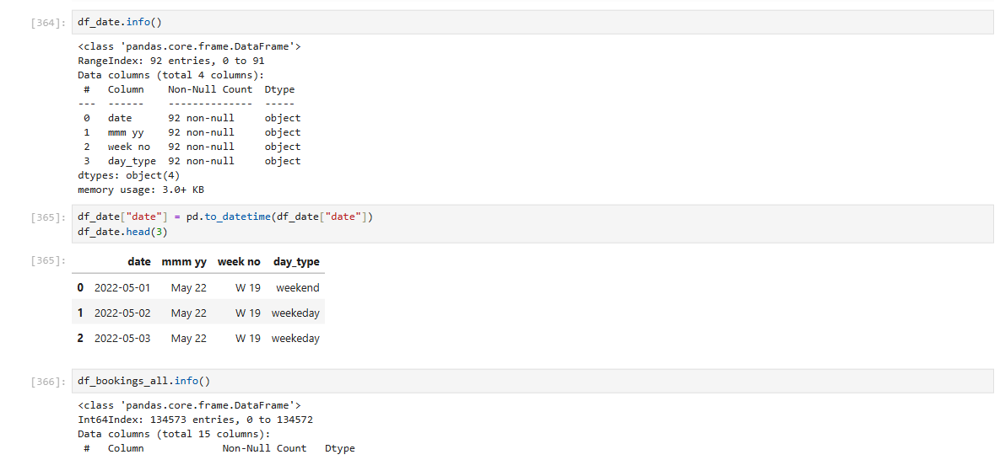 [364]: df_date.info()
<class 'pandas.core.frame.DataFrame'>
RangeIndex: 92 entries, 0 to 91
Data columns (total 4 columns):
 #   Column    Non-Null Count  Dtype
---  ------    --------------  -----
 0   date      92 non-null     object
 1   mmm yy    92 non-null     object
 2   week no   92 non-null     object
 3   day_type  92 non-null     object
dtypes: object(4)
memory usage: 3.0+ KB
[365]: df_date["date"] = pd.to_datetime(df_date["date"])
df_date.head(3)
[365]: date mmm yy week no day_type
0 2022-05-01 May 22 W 19 weekend
1 2022-05-02 May 22 W 19 weekeday
2 2022-05-03 May 22 W 19 weekeday
[366]: df_bookings_all.info()
<class 'pandas.core.frame.DataFrame'>
Int64Index: 134573 entries, 0 to 134572
Data columns (total 15 columns):
 #   Column             Non-Null Count   Dtype